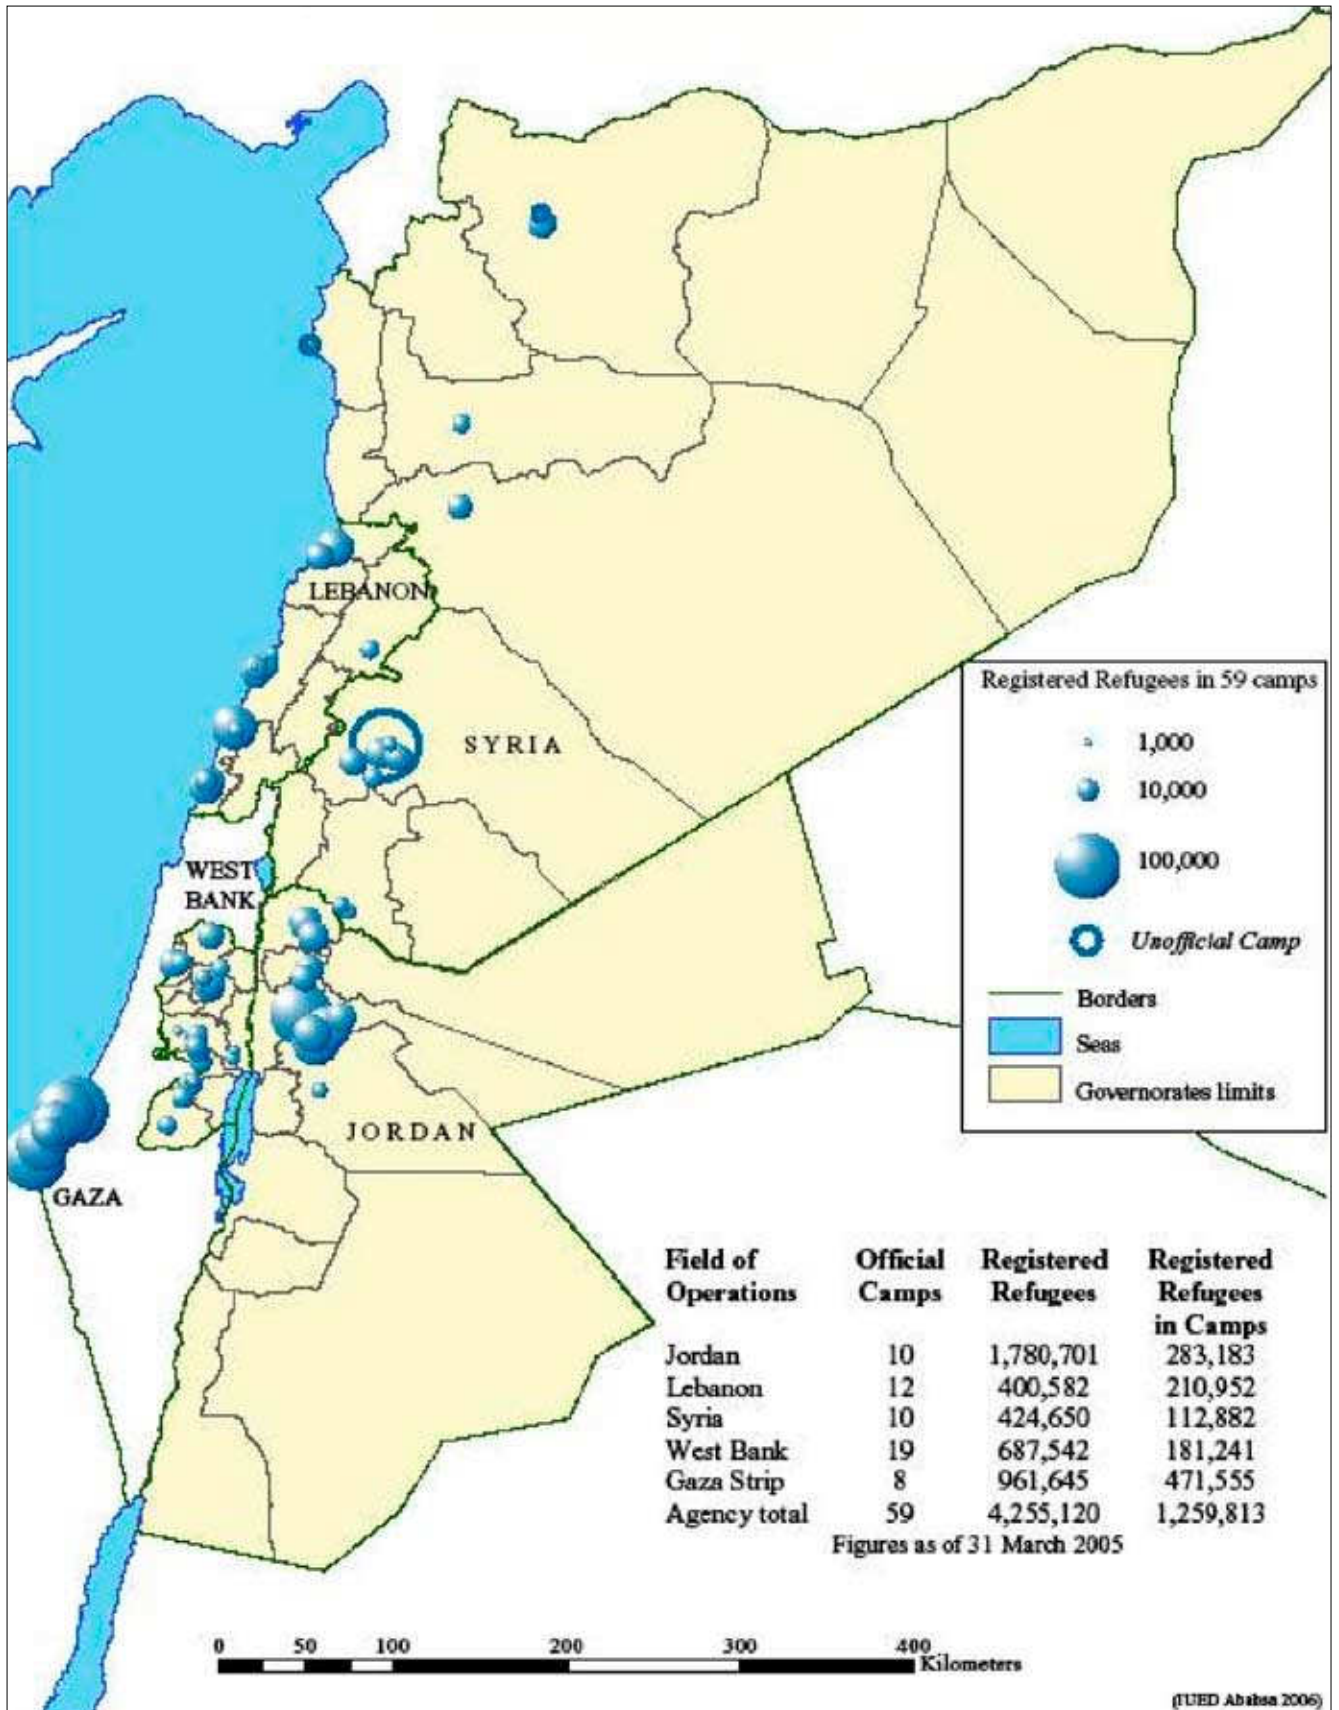 LEBANON
SYRIA
WEST
BANK
JORDAN
GAZA
Registered Refugees in 59 camps
1,000
10,000
100,000
Unofficial Camp
Borders
Seas
Governorates limits
Field of Operations Official Camps Registered Refugees Registered Refugees in Camps
Jordan 10 1,780,701 283,183
Lebanon 12 400,582 210,952
Syria 10 424,650 112,882
West Bank 19 687,542 181,241
Gaza Strip 8 961,645 471,555
Agency total 59 4,255,120 1,259,813
Figures as of 31 March 2005
0 50 100 200 300 400
Kilometers
(IUED Ababsa 2006)